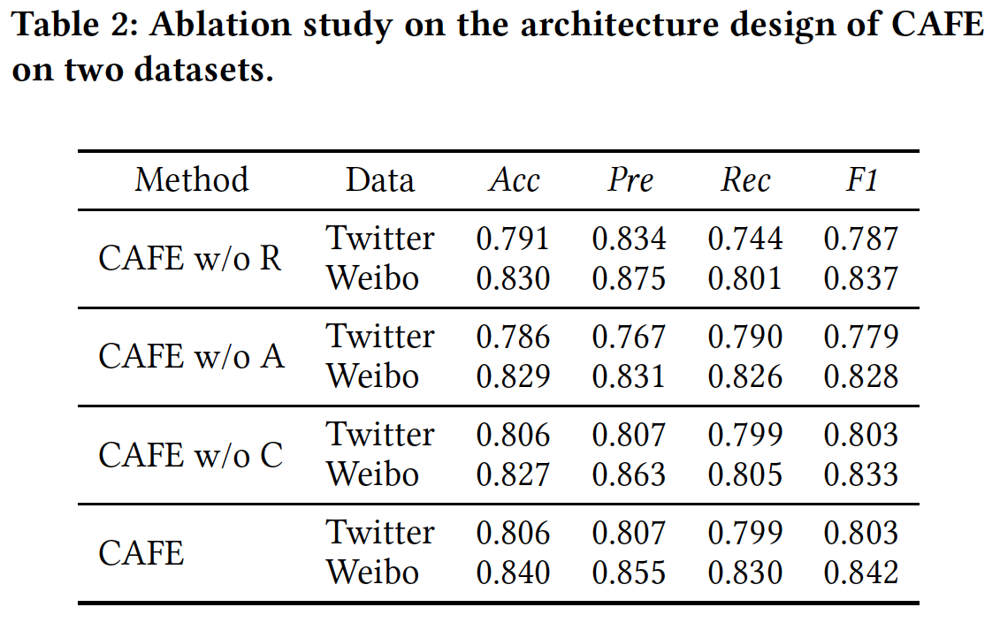 Table 2: Ablation study on the architecture design of CAFE
on two datasets.
Method Data Acc Pre Rec F1
CAFE w/o R Twitter 0.791 0.834 0.744 0.787
Weibo 0.830 0.875 0.801 0.837
CAFE w/o A Twitter 0.786 0.767 0.790 0.779
Weibo 0.829 0.831 0.826 0.828
CAFE w/o C Twitter 0.806 0.807 0.799 0.803
Weibo 0.827 0.863 0.805 0.833
CAFE Twitter 0.806 0.807 0.799 0.803
Weibo 0.840 0.855 0.830 0.842